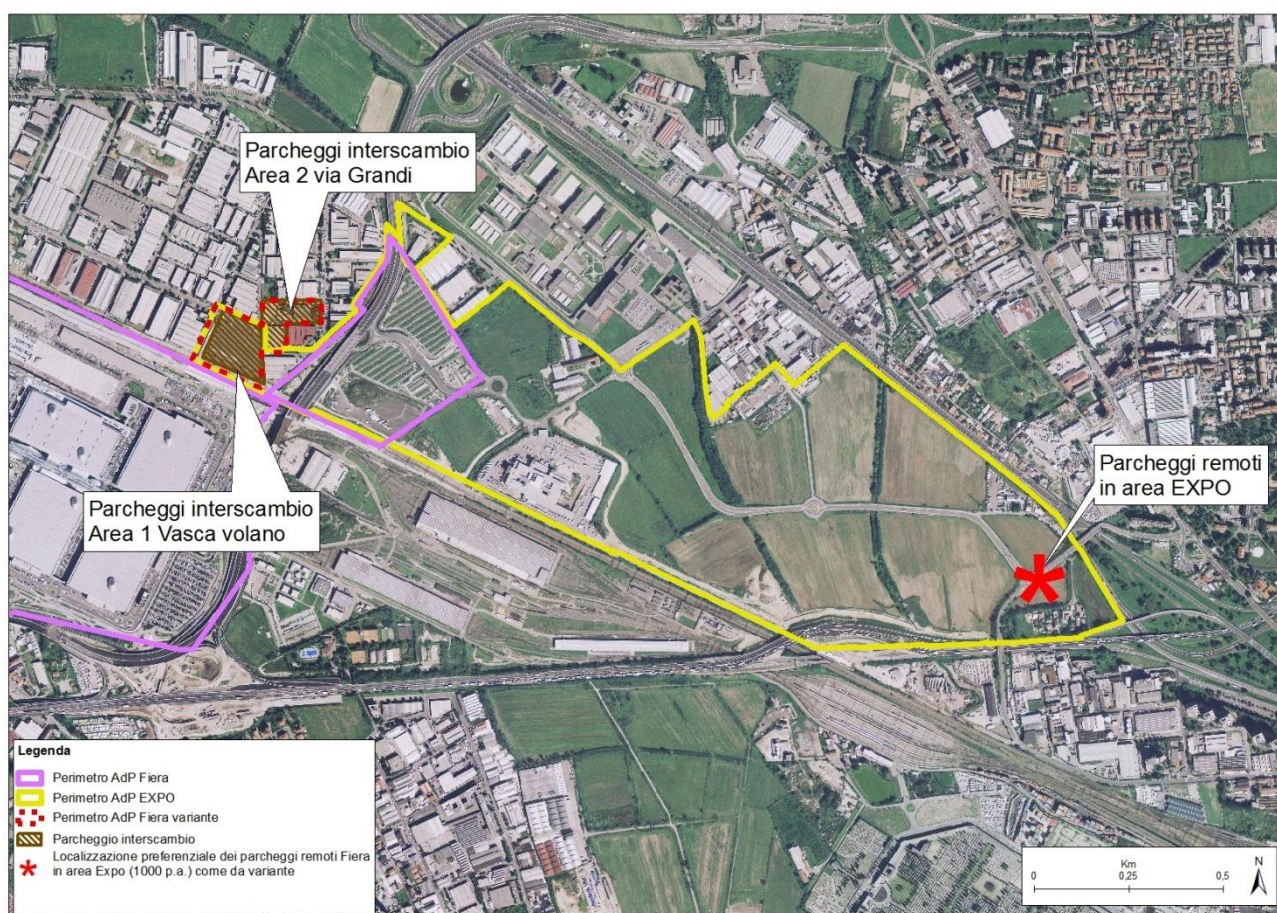 Parcheggi interscambio
Area 2 via Grandi
Parcheggi remoti
in area EXPO
Parcheggi interscambio
Area 1 Vasca volano
Legenda
Perimetro AdP Fiera
Perimetro AdP EXPO
Perimetro AdP Fiera variante
Parcheggio interscambio
Localizzazione preferenziale dei parcheggi remoti Fiera
in area Expo (1000 p.a.) come da variante
Km
N
0 0,25 0,5